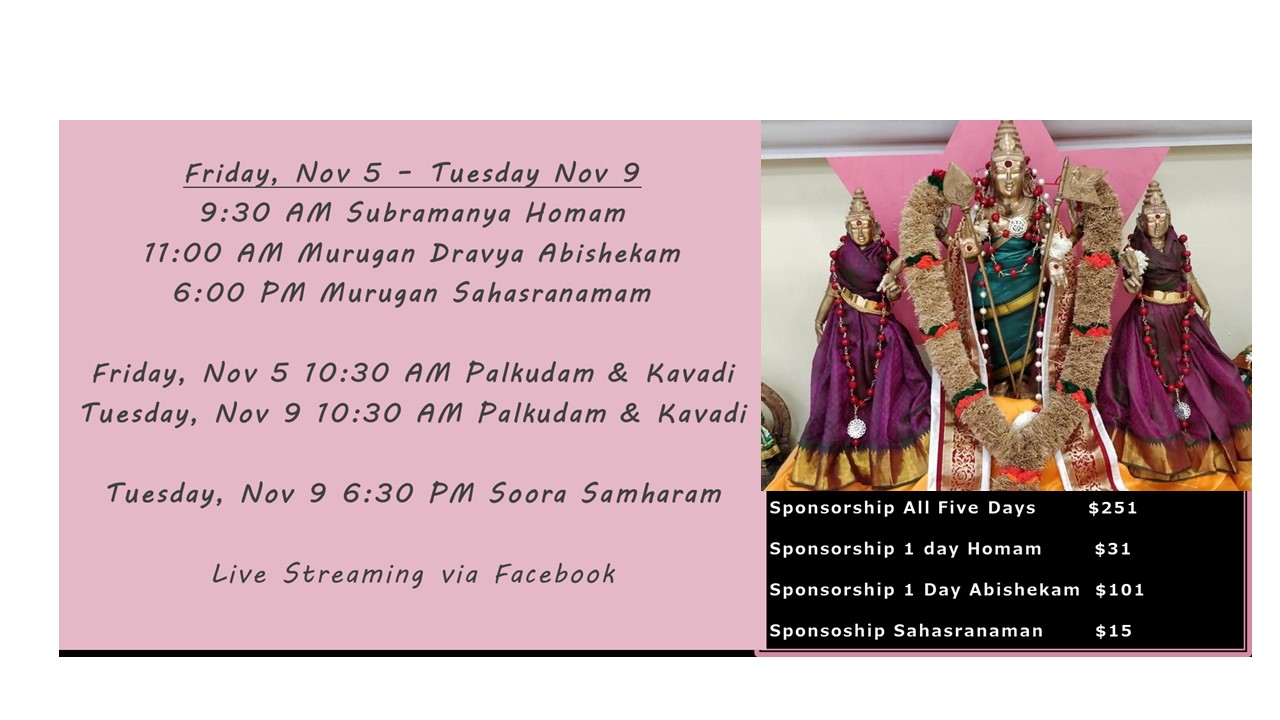 Friday, Nov 5 - Tuesday Nov 9
9:30 AM Subramanya Homam
11:00 AM Murugan Dravya Abishekam
6:00 PM Murugan Sahasranamam
Friday, Nov 5 10:30 AM Palkudam & Kavadi
Tuesday, Nov 9 10:30 AM Palkudam & Kavadi
Tuesday, Nov 9 6:30 PM Soora Samharam
Live Streaming via Facebook
Sponsorship All Five Days $251
Sponsorship 1 day Homam $31
Sponsorship 1 Day Abishekam $101
Sponsoship Sahasranaman $15